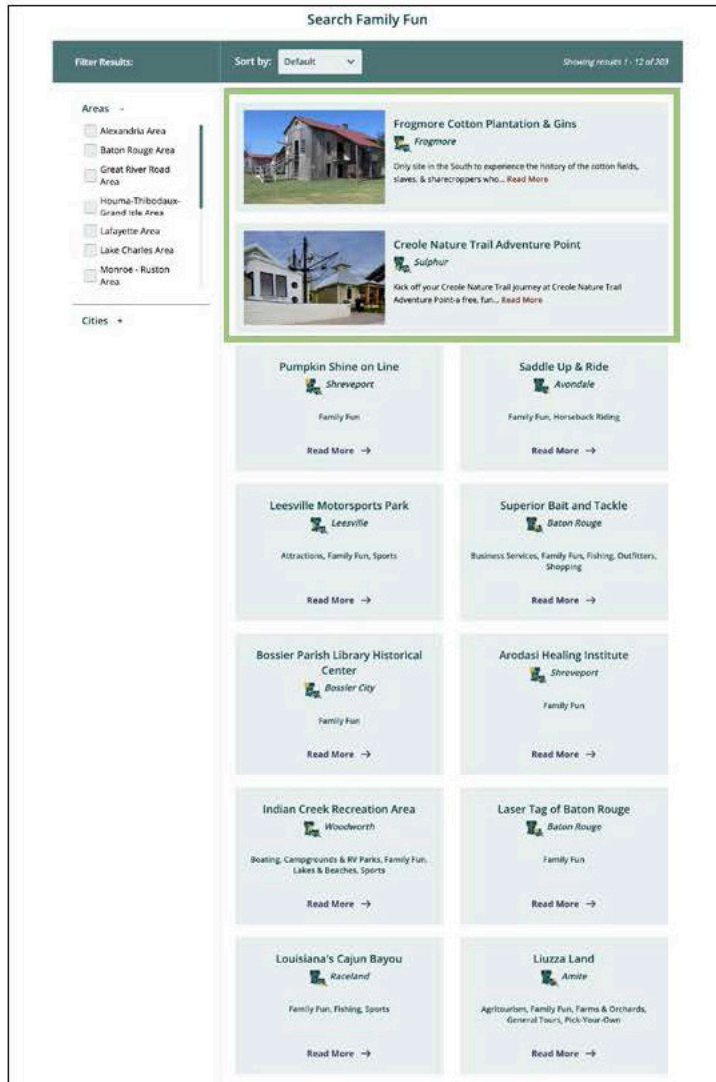 Search Family Fun
Filter Results:
Sort by:
Default
Showing results 1 - 12 of 203
Areas -
Alexandria Area
Baton Rouge Area
Great River Road
Area
Houma-Thibodaux-
Grand Isle Area
Lafayette Area
Lake Charles Area
Monroe - Ruston
Area
Cities +
Frogmore Cotton Plantation & Gins
Frogmore
Only site in the South to experience the history of the cotton fields,
slaves, & sharecroppers who... Read More
Creole Nature Trail Adventure Point
Sulphur
Kick off your Creole Nature Trail journey at Creole Nature Trail
Adventure Point-a free, fun... Read More
Pumpkin Shine on Line
Shreveport
Family Fun
Read More →
Saddle Up & Ride
Avondale
Family Fun, Horseback Riding
Read More →
Leesville Motorsports Park
Leesville
Attractions, Family Fun, Sports
Read More →
Superior Bait and Tackle
Baton Rouge
Business Services, Family Fun, Fishing, Outfitters,
Shopping
Read More →
Bossier Parish Library Historical
Center
Bossier City
Family Fun
Read More →
Arodasi Healing Institute
Shreveport
Family Fun
Read More →
Indian Creek Recreation Area
Woodworth
Boating, Campgrounds & RV Parks, Family Fun,
Lakes & Beaches, Sports
Read More →
Laser Tag of Baton Rouge
Baton Rouge
Family Fun
Read More →
Louisiana's Cajun Bayou
Raceland
Family Fun, Fishing, Sports
Read More →
Liuzza Land
Amite
Agritourism, Family Fun, Farms & Orchards,
General Tours, Pick-Your-Own
Read More →